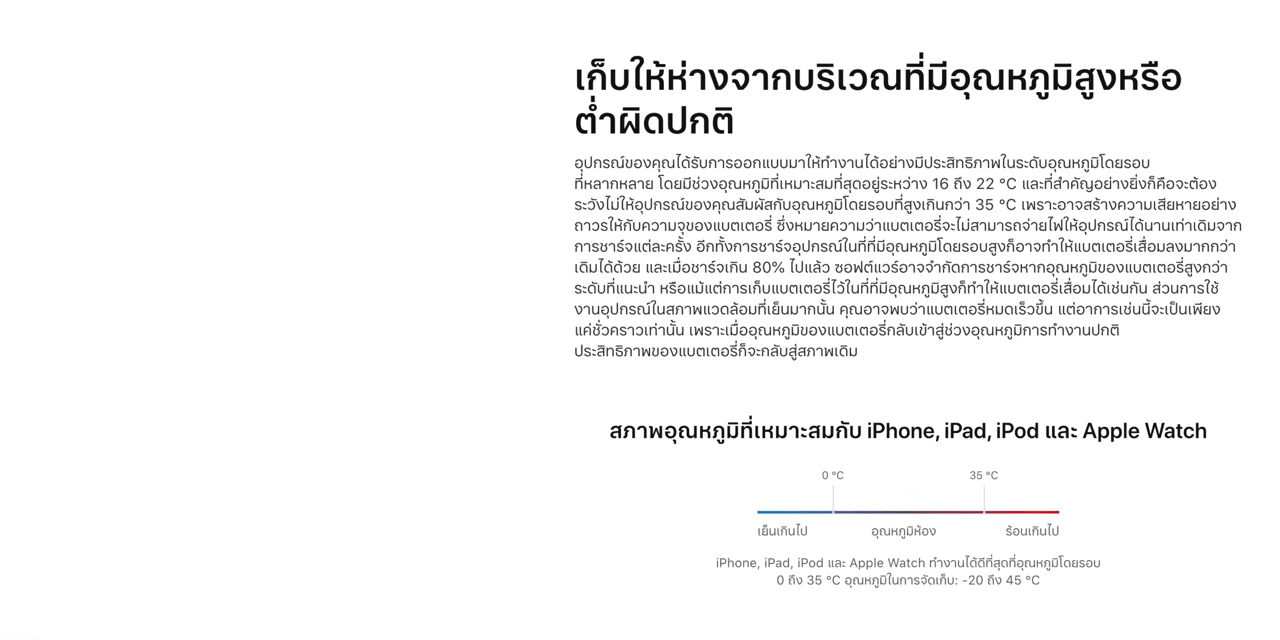 เก็บให้ห่างจากบริเวณที่มีอุณหภูมิสูงหรือ
ต่ำผิดปกติ
อุปกรณ์ของคุณได้รับการออกแบบมาให้ทำงานได้อย่างมีประสิทธิภาพในระดับอุณหภูมิโดยรอบ
ที่หลากหลาย โดยมีช่วงอุณหภูมิที่เหมาะสมที่สุดอยู่ระหว่าง 16 ถึง 22 °C และที่สำคัญอย่างยิ่งก็คือจะต้อง
ระวังไม่ให้อุปกรณ์ของคุณสัมผัสกับอุณหภูมิโดยรอบที่สูงเกินกว่า 35 °C เพราะอาจสร้างความเสียหายอย่าง
ถาวรให้กับความจุของแบตเตอรี่ ซึ่งหมายความว่าแบตเตอรี่จะไม่สามารถจ่ายไฟให้อุปกรณ์ได้นานเท่าเดิมจาก
การชาร์จแต่ละครั้ง อีกทั้งการชาร์จอุปกรณ์ในที่ที่มีอุณหภูมิโดยรอบสูงก็อาจทำให้แบตเตอรี่เสื่อมลงมากกว่า
เดิมได้ด้วย และเมื่อชาร์จเกิน 80% ไปแล้ว ซอฟต์แวร์อาจจำกัดการชาร์จหากอุณหภูมิของแบตเตอรี่สูงกว่า
ระดับที่แนะนำ หรือแม้แต่การเก็บแบตเตอรี่ไว้ในที่ที่มีอุณหภูมิสูงก็ทำให้แบตเตอรี่เสื่อมได้เช่นกัน ส่วนการใช้
งานอุปกรณ์ในสภาพแวดล้อมที่เย็นมากนั้น คุณอาจพบว่าแบตเตอรี่หมดเร็วขึ้น แต่อาการเช่นนี้จะเป็นเพียง
แค่ชั่วคราวเท่านั้น เพราะเมื่ออุณหภูมิของแบตเตอรี่กลับเข้าสู่ช่วงอุณหภูมิการทำงานปกติ
ประสิทธิภาพของแบตเตอรี่ก็จะกลับสู่สภาพเดิม
สภาพอุณหภูมิที่เหมาะสมกับ iPhone, iPad, iPod และ Apple Watch
0 °C 35 °C
เย็นเกินไป อุณหภูมิห้อง ร้อนเกินไป
iPhone, iPad, iPod และ Apple Watch ทำงานได้ดีที่สุดที่อุณหภูมิโดยรอบ
0 ถึง 35 °C อุณหภูมิในการจัดเก็บ: -20 ถึง 45 °C